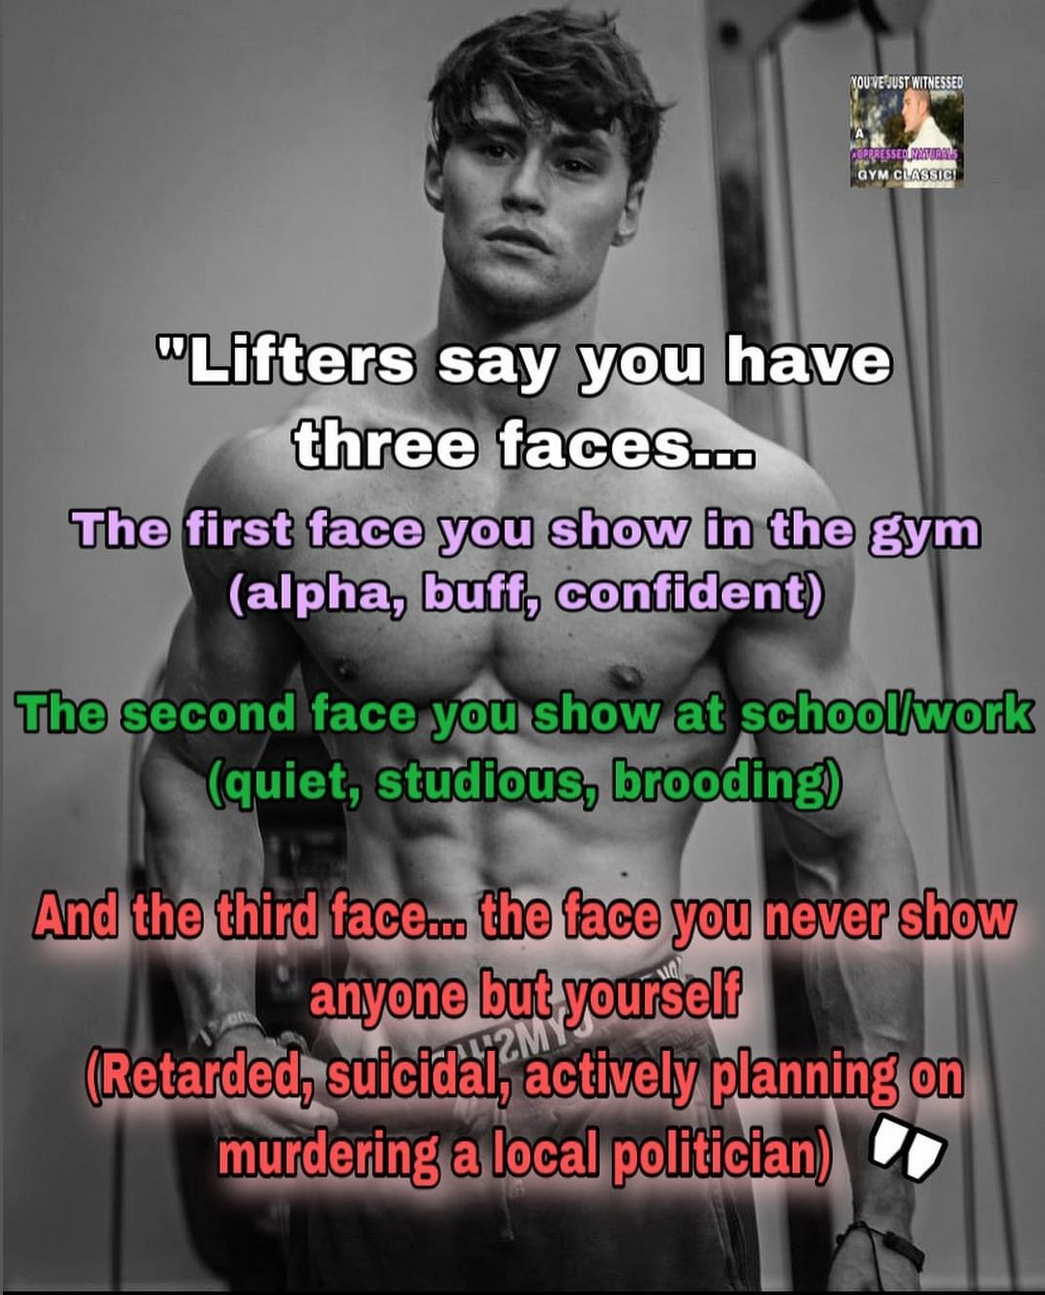 YOU'VE JUST WITNESSED
A
OPPRESSED NATURALS
GYM CLASSIC!
"Lifters say you have
three faces...
The first face you show in the gym
(alpha, buff, confident)
The second face you show at school/work
(quiet, studious, brooding)
And the third face... the face you never show
anyone but yourself
GYMSH
(Retarded, suicidal, actively planning on
murdering a local politician) "